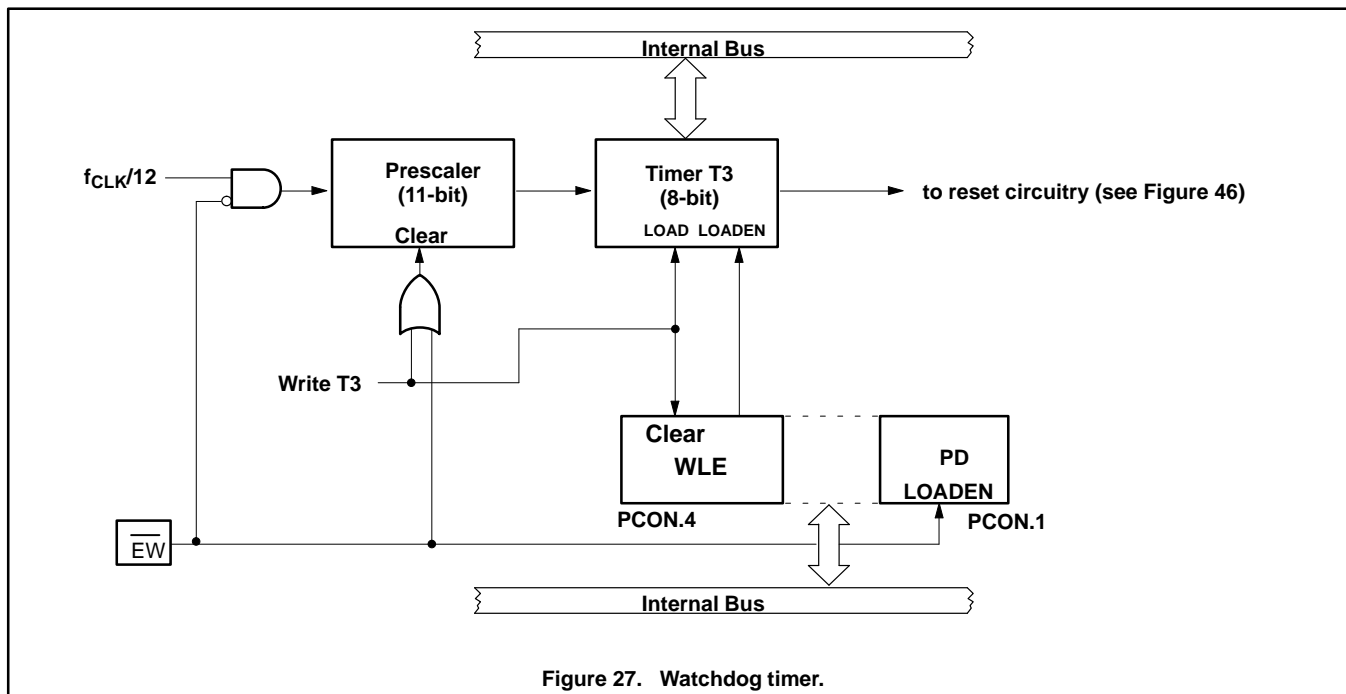 Internal Bus
fCLK/12
Prescaler
(11-bit)
Clear
Timer T3
(8-bit)
LOAD LOADEN
to reset circuitry (see Figure 46)
Write T3
Clear
WLE
PCON.4
PD
LOADEN
PCON.1
EW
Internal Bus
Figure 27. Watchdog timer.